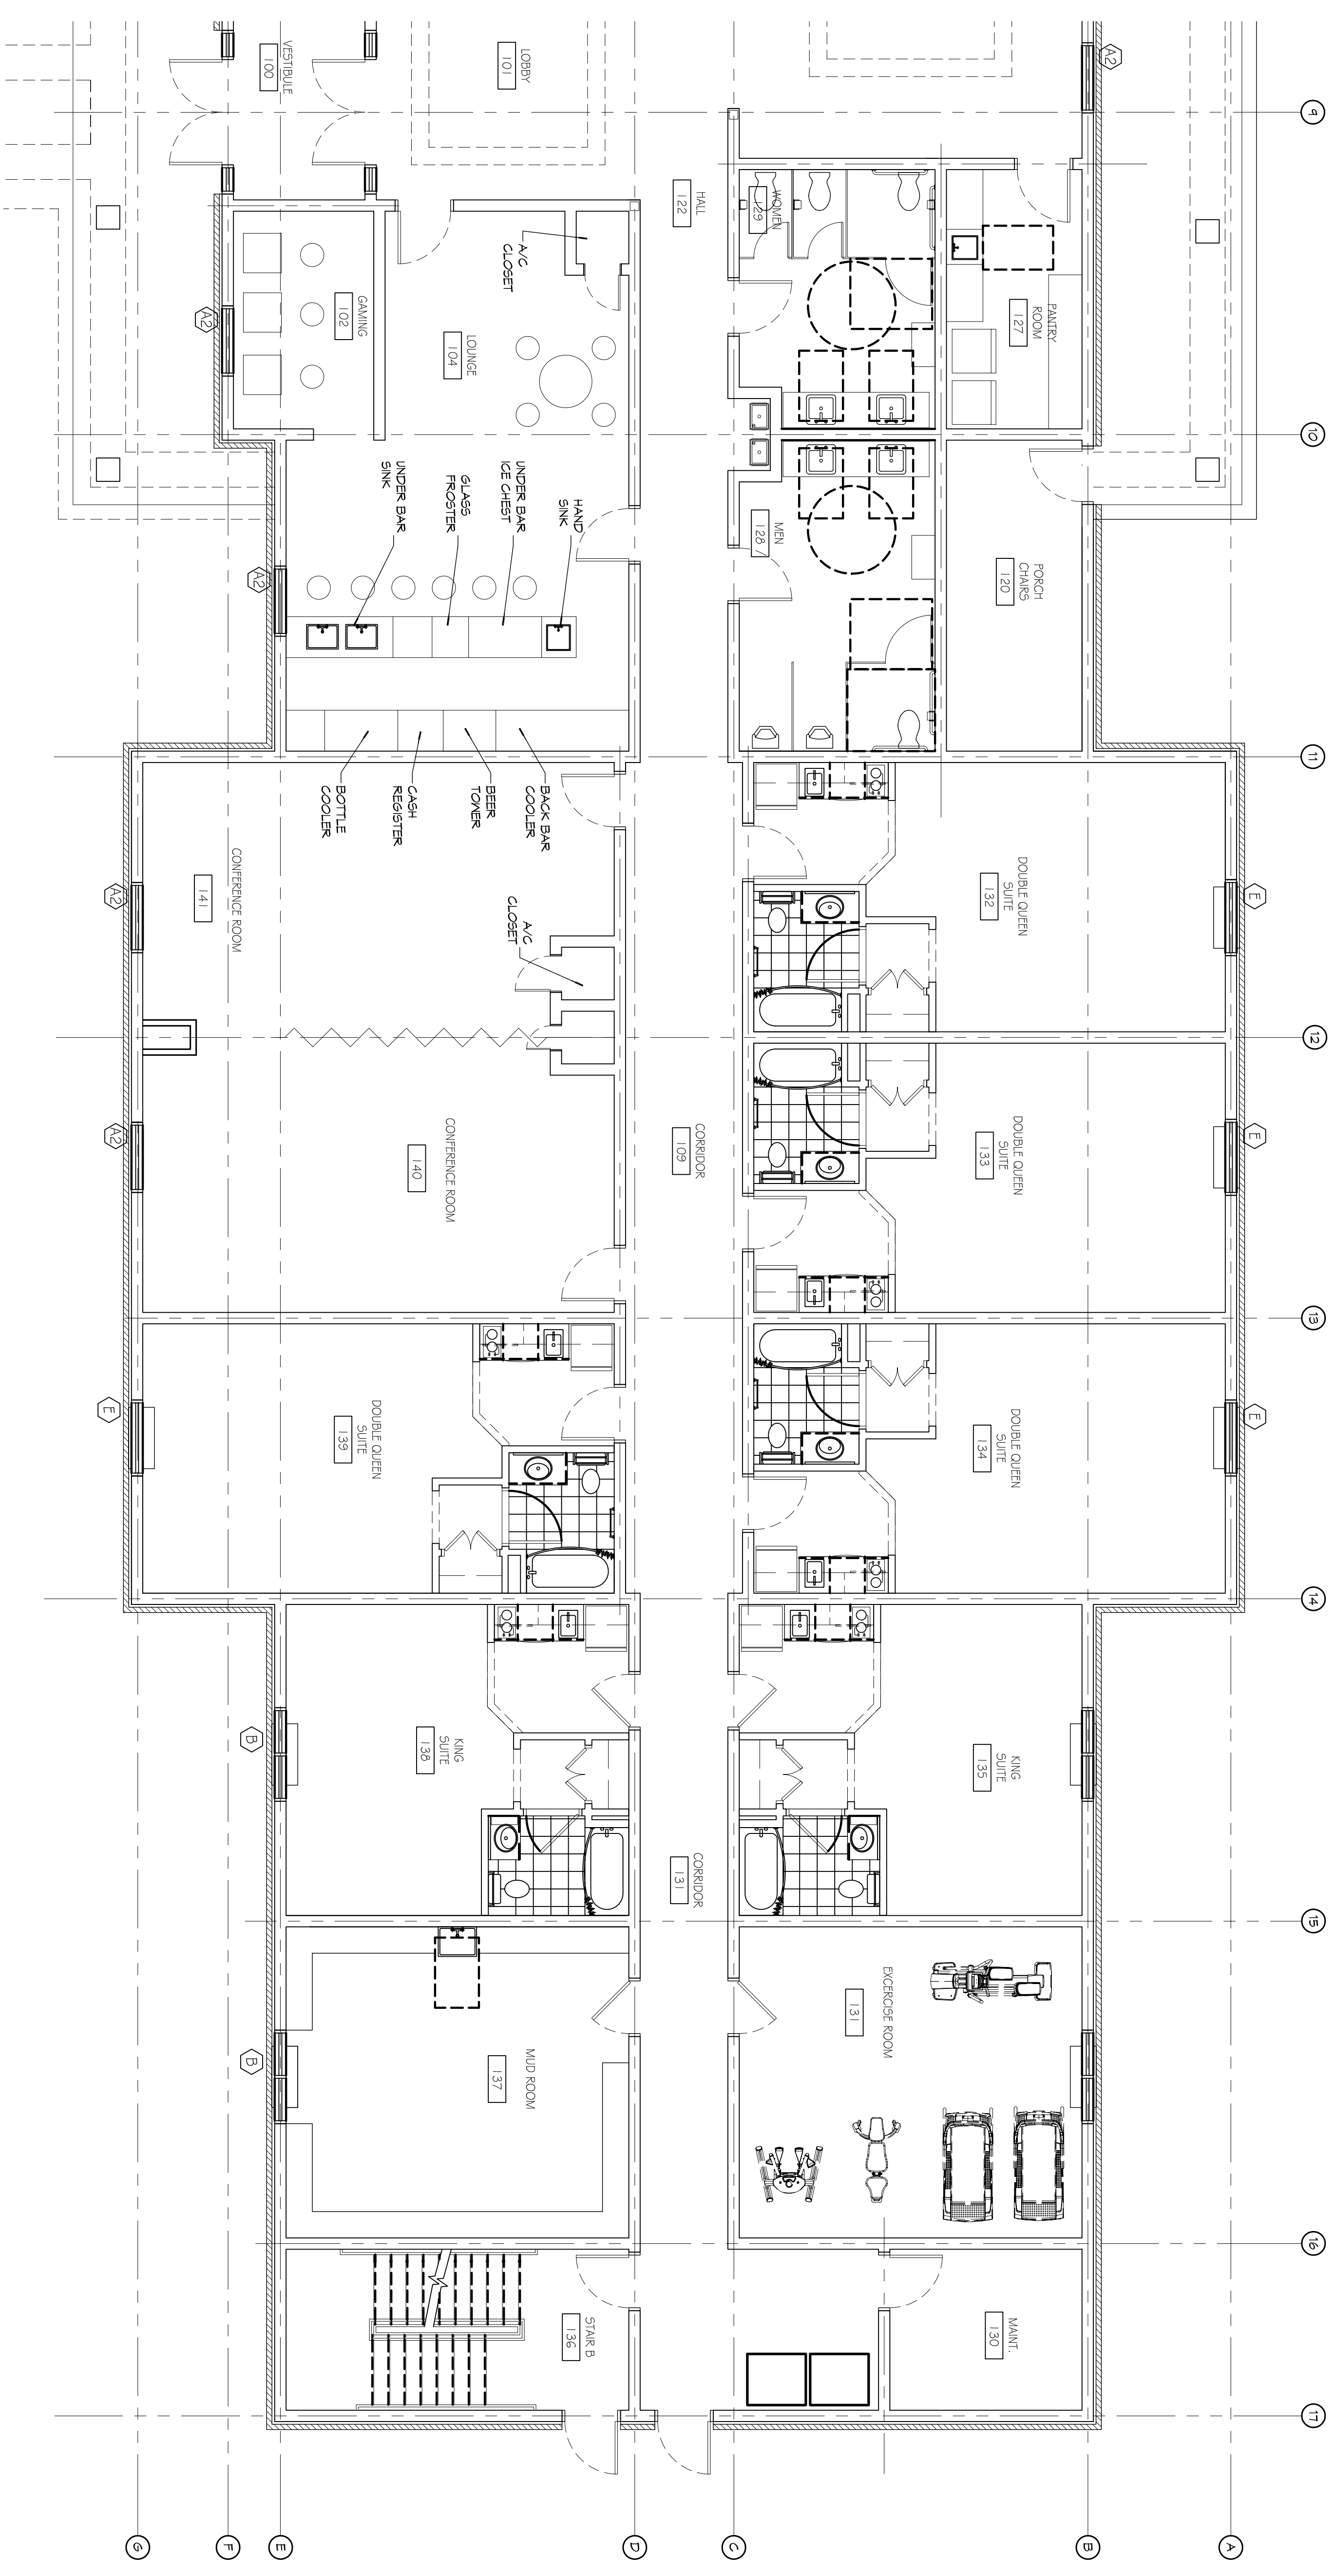 9
10
11
12
13
14
15
16
17
E
E
E
A
A2
B
PANTRY
ROOM
127
PORCH
CHAIRS
120
DOUBLE QUEEN
SUITE
132
DOUBLE QUEEN
SUITE
133
DOUBLE QUEEN
SUITE
134
KING
SUITE
135
MAINT.
130
EXCERCISE ROOM
131
WOMEN
129
MEN
128
C
HALL
122
CORRIDOR
109
CORRIDOR
131
D
LOBBY
101
A/C
CLOSET
HAND
SINK
UNDER BAR
ICE CHEST
GLASS
FROSTER
UNDER BAR
SINK
BACK BAR
COOLER
BEER
TOWER
CASH
REGISTER
BOTTLE
COOLER
A/C
CLOSET
STAIR B
136
MUD ROOM
137
LOUNGE
104
CONFERENCE ROOM
140
KING
SUITE
138
GAMING
102
DOUBLE QUEEN
SUITE
139
VESTIBULE
100
E
A2
B
B
CONFERENCE ROOM
141
F
A2
G
A2
A2
E